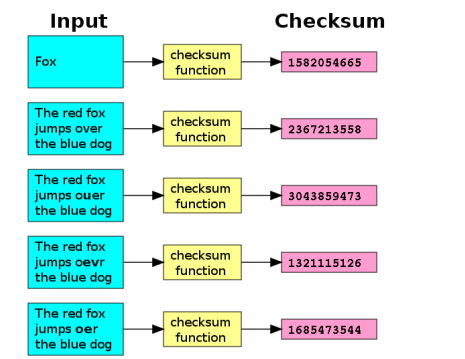 Input Checksum
Fox
checksum
function
1582054665
The red fox
jumps over
the blue dog
checksum
function
2367213558
The red fox
jumps ouer
the blue dog
checksum
function
3043859473
The red fox
jumps oevr
the blue dog
checksum
function
1321115126
The red fox
jumps oer
the blue dog
checksum
function
1685473544